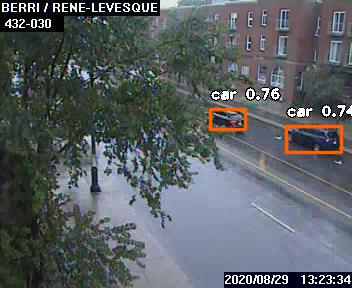 BERRI / RENE-LEVESQUE
432-030
car 0.76
car 0.74
2020/08/29 13:23:34